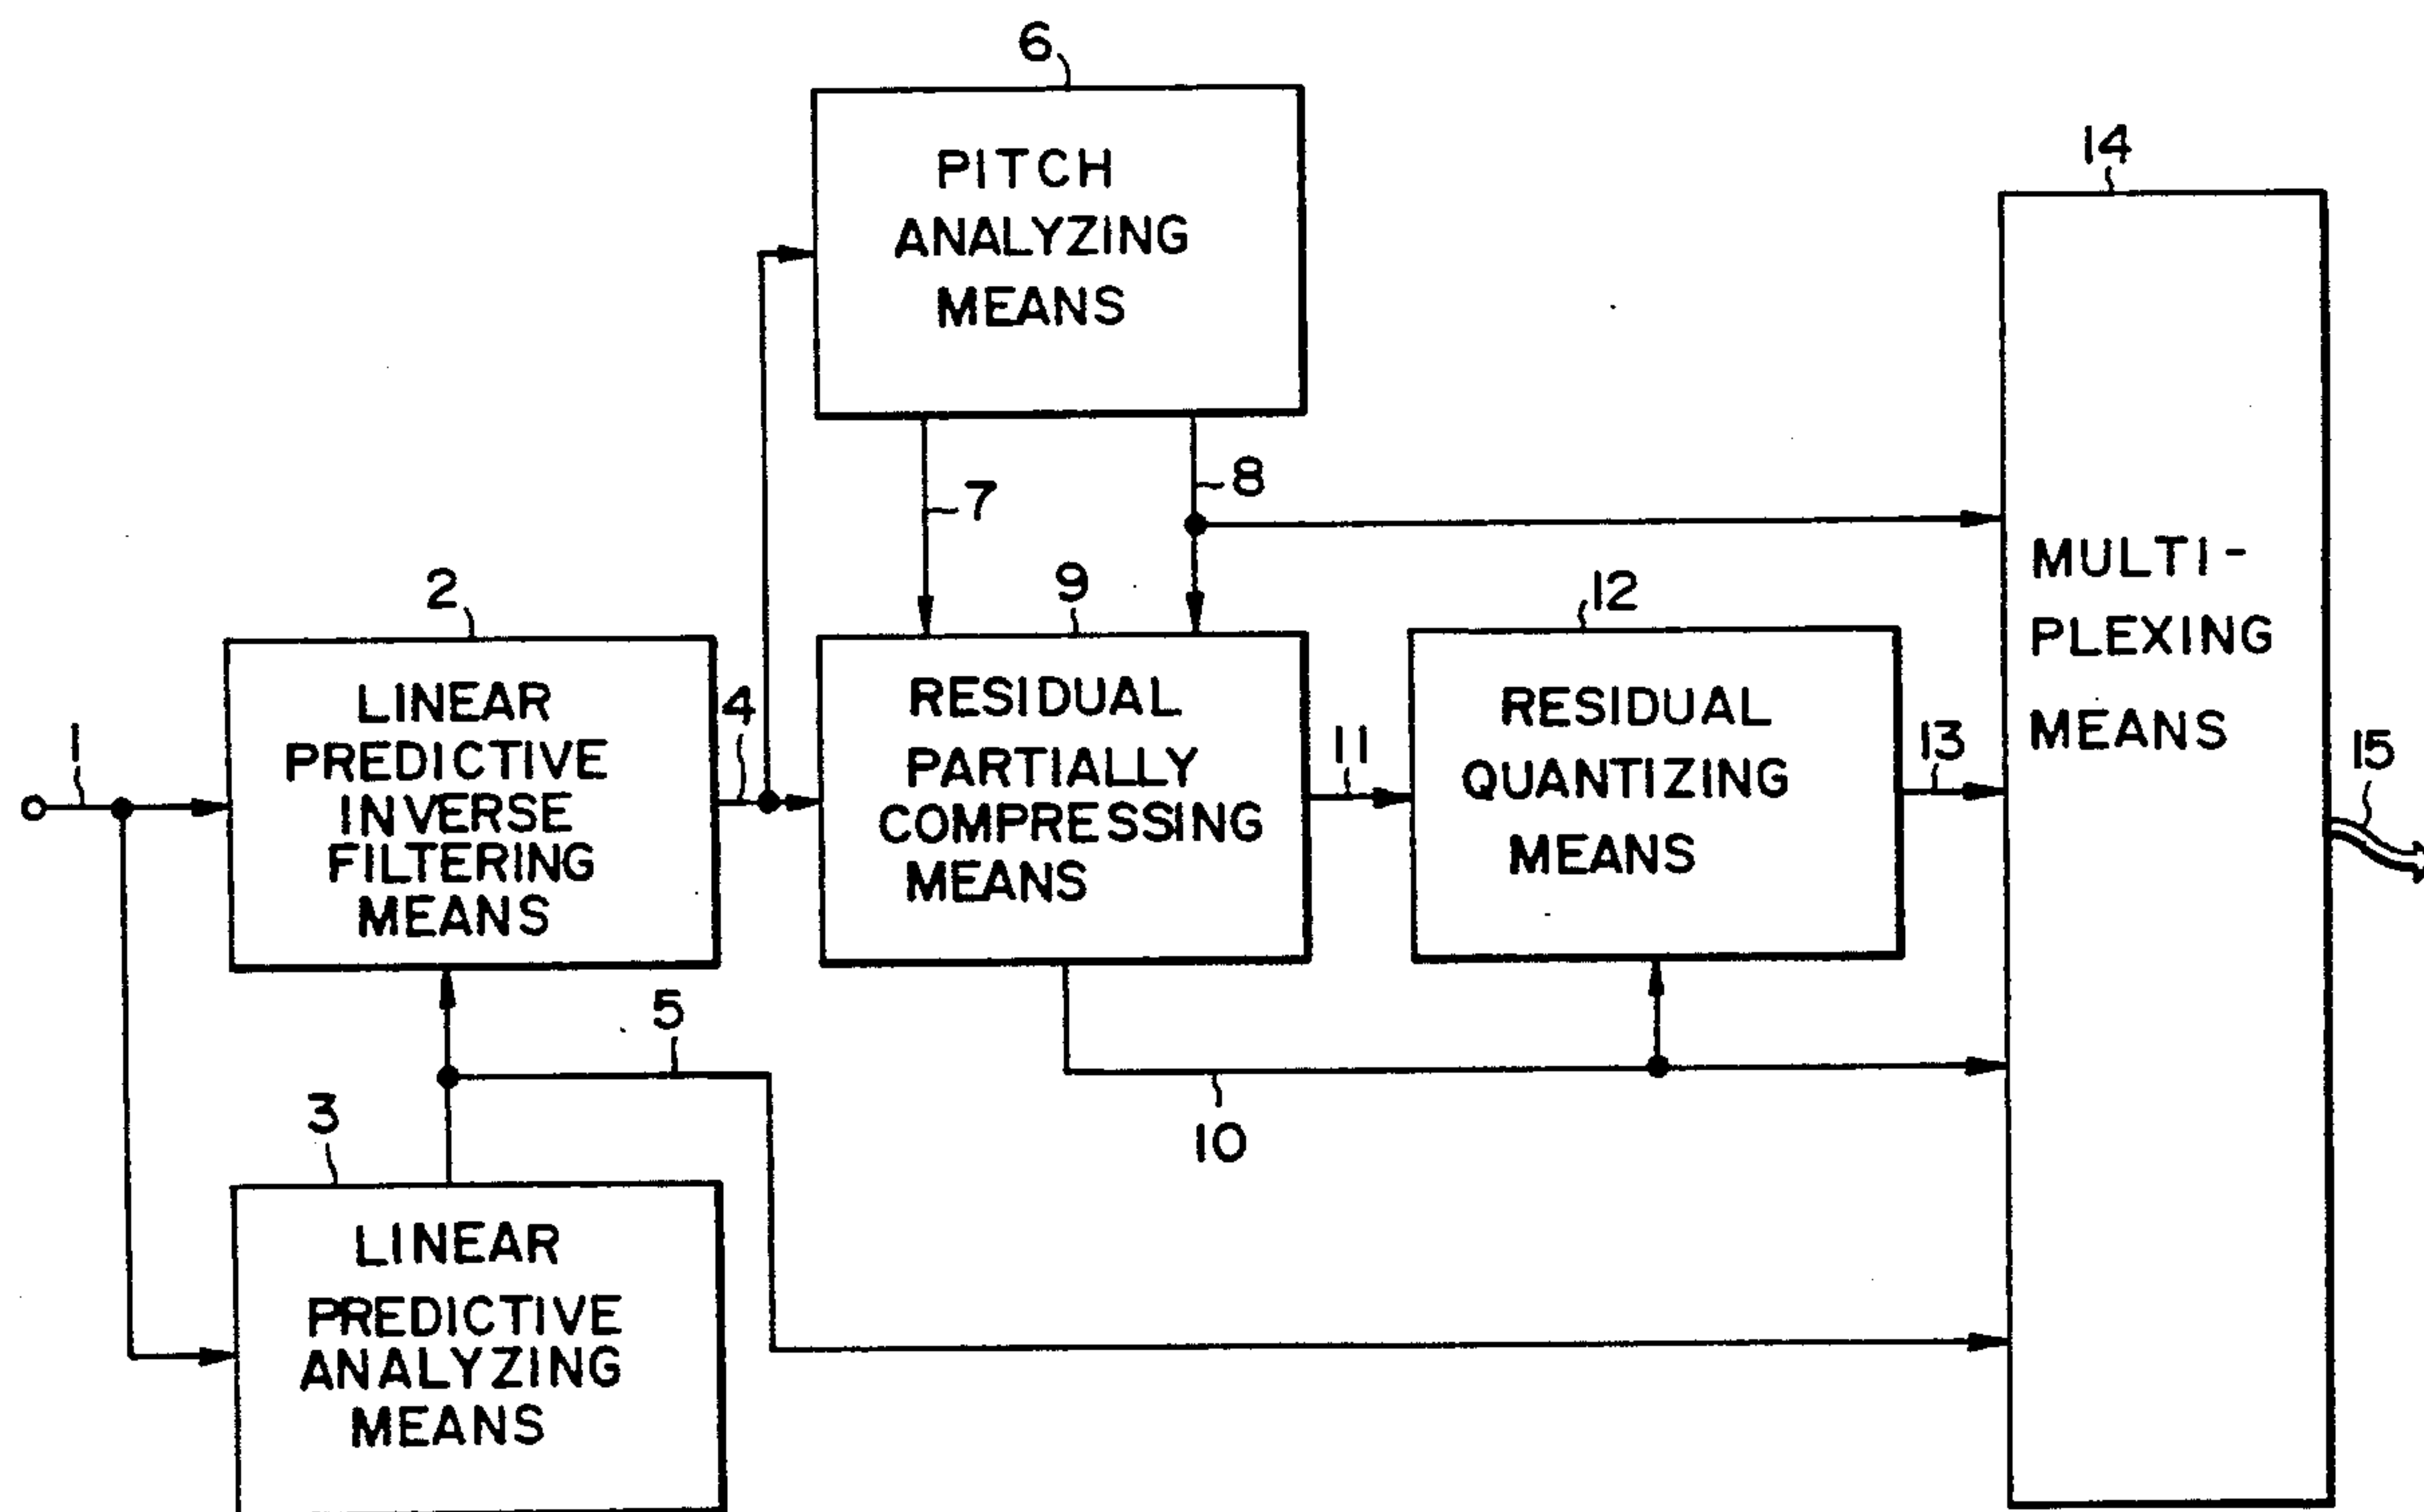 6
PITCH
ANALYZING
MEANS
14
7
8
MULTI-
PLEXING
MEANS
2
LINEAR
PREDICTIVE
INVERSE
FILTERING
MEANS
1
4
9
RESIDUAL
PARTIALLY
COMPRESSING
MEANS
11
12
RESIDUAL
QUANTIZING
MEANS
13
15
5
10
3
LINEAR
PREDICTIVE
ANALYZING
MEANS